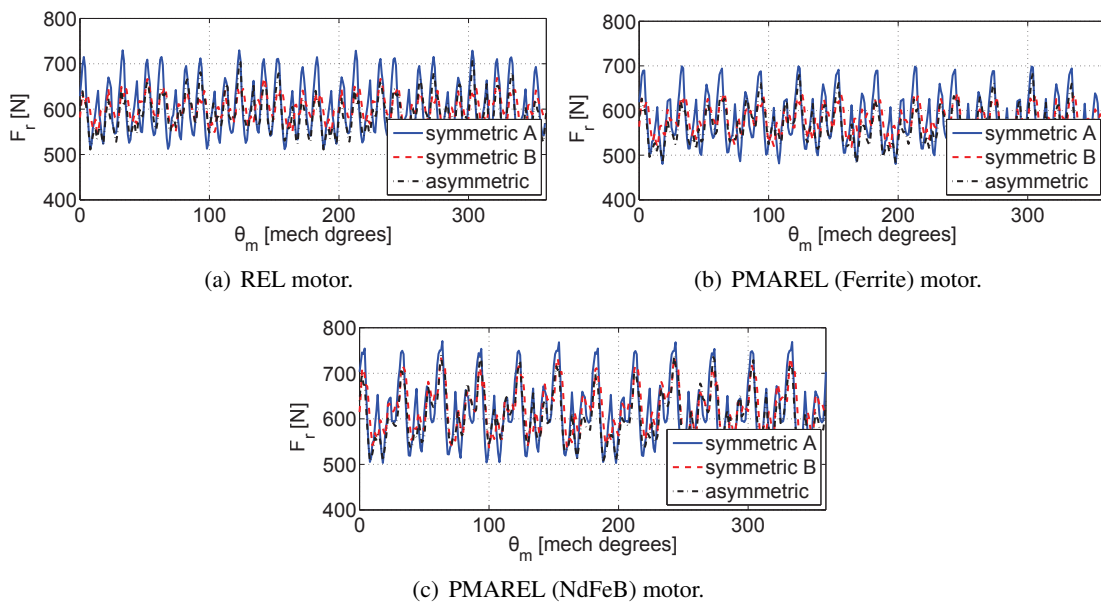 800
700
600
500
400
F_r [N]
0 100 200 300
θ_m [mech dgrees]
symmetric A
symmetric B
asymmetric
(a) REL motor.
800
700
600
500
400
F_r [N]
0 100 200 300
θ_m [mech degrees]
symmetric A
symmetric B
asymmetric
(b) PMAREL (Ferrite) motor.
800
700
600
500
400
F_r [N]
0 100 200 300
θ_m [mech degrees]
symmetric A
symmetric B
asymmetric
(c) PMAREL (NdFeB) motor.